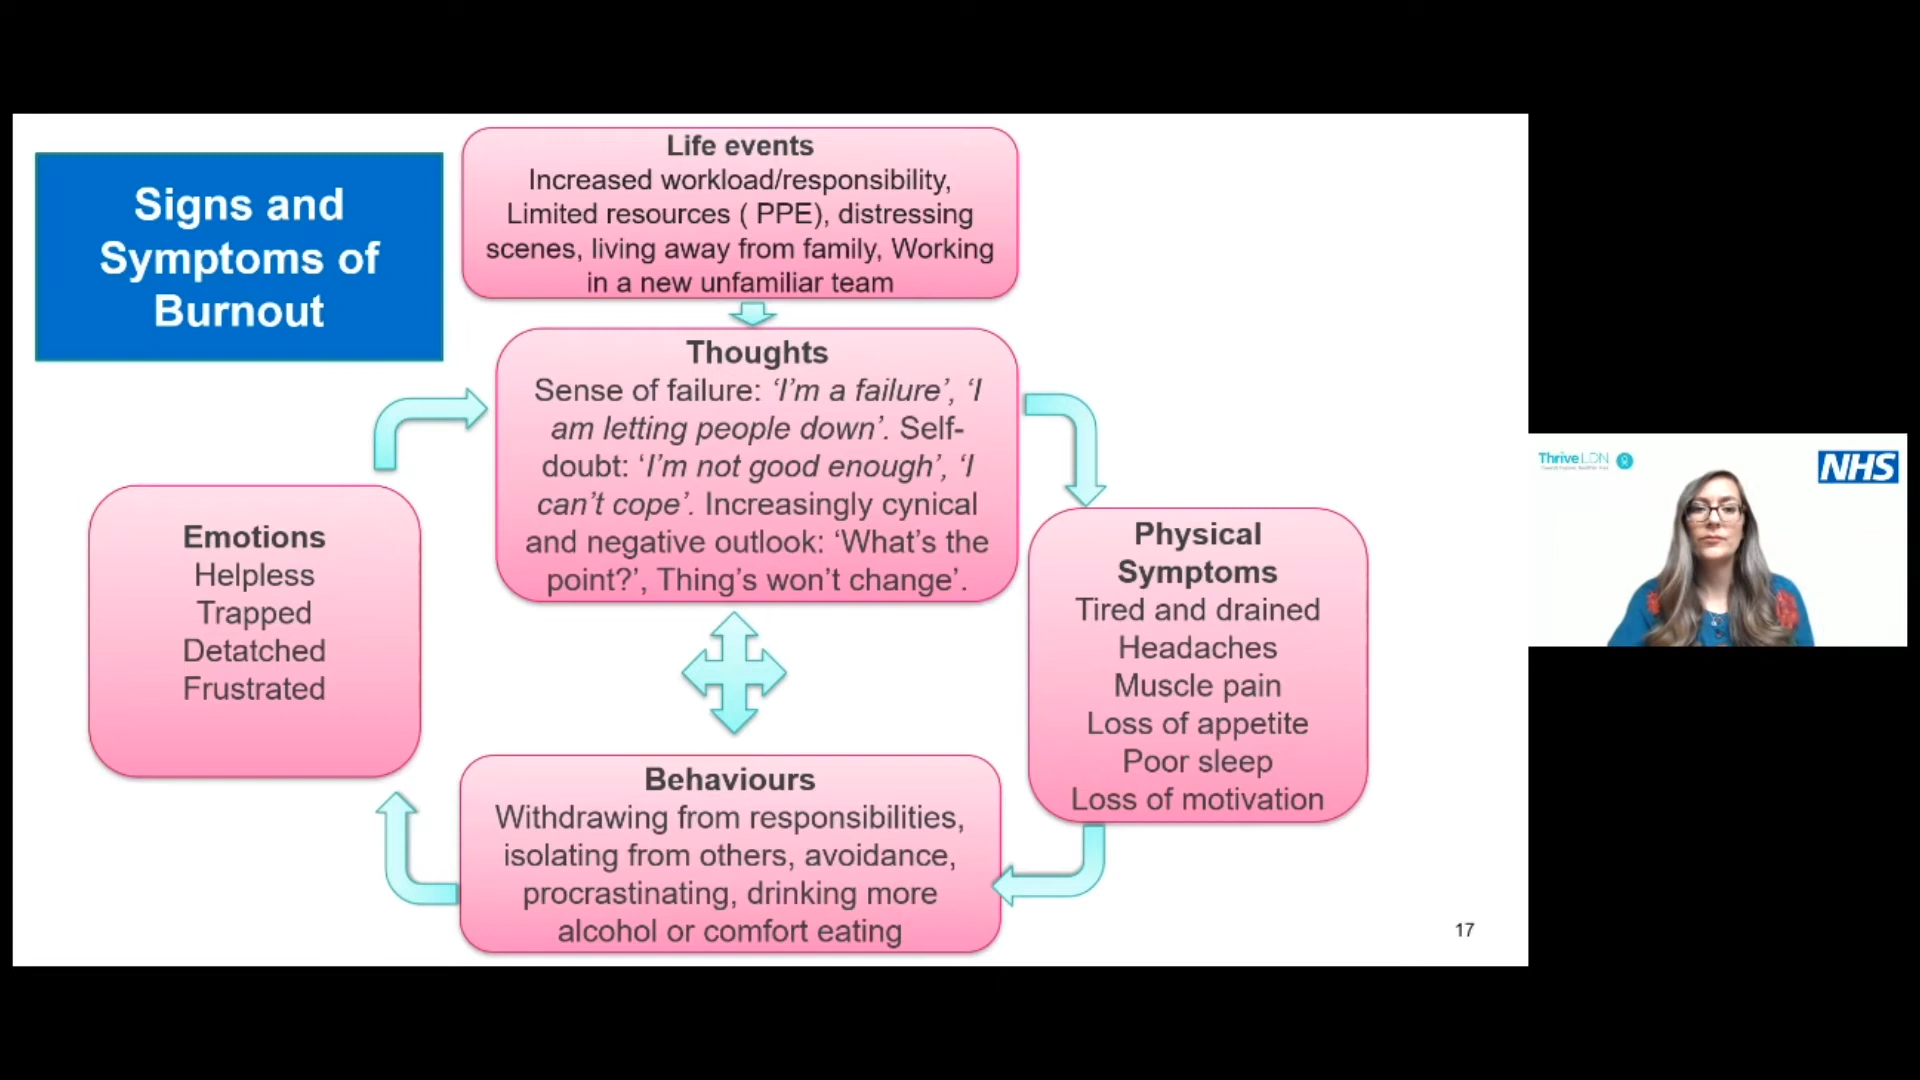 Signs and
Symptoms of
Burnout
Life events
Increased workload/responsibility,
Limited resources ( PPE), distressing
scenes, living away from family, Working
in a new unfamiliar team
Thoughts
Sense of failure: ‘I’m a failure’, ‘I
am letting people down’. Self-
doubt: ‘I’m not good enough’, ‘I
can’t cope’. Increasingly cynical
and negative outlook: ‘What’s the
point?’, Thing’s won’t change’.
Emotions
Helpless
Trapped
Detatched
Frustrated
Physical
Symptoms
Tired and drained
Headaches
Muscle pain
Loss of appetite
Poor sleep
Loss of motivation
Behaviours
Withdrawing from responsibilities,
isolating from others, avoidance,
procrastinating, drinking more
alcohol or comfort eating
17
Thrive LDN
NHS